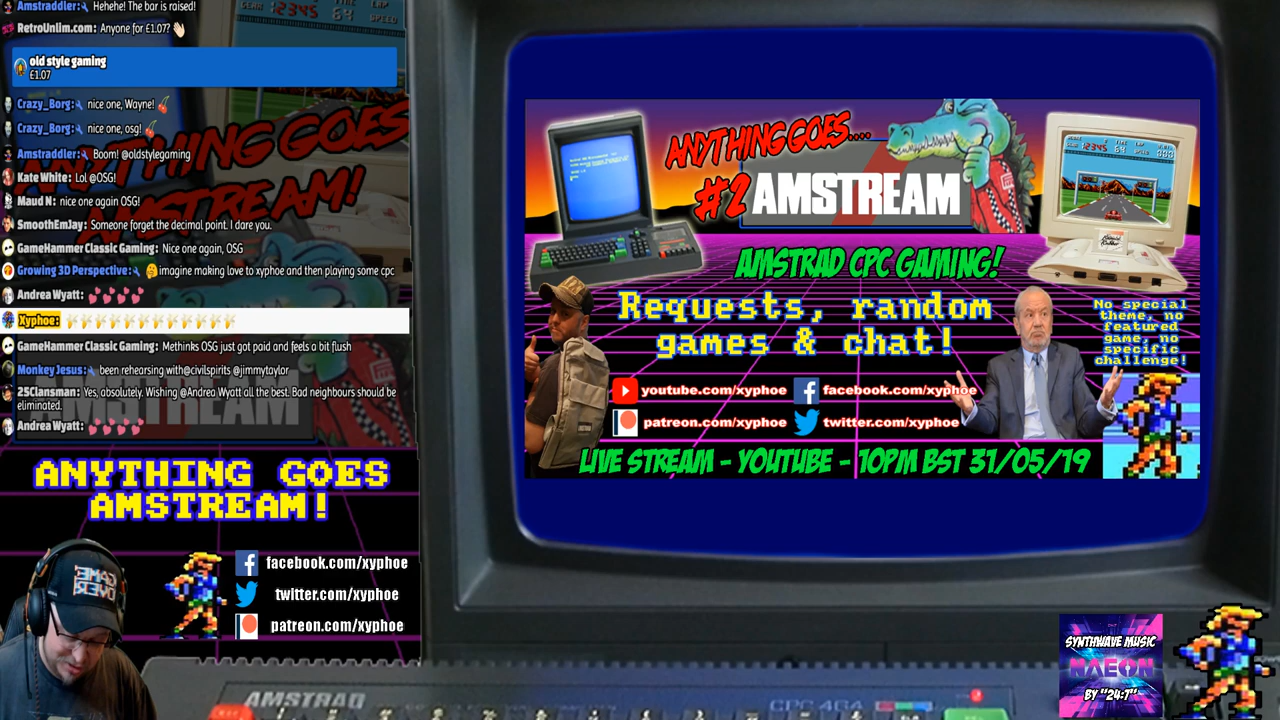 Amstraddler: Hehehe! The bar is raised!
RetroUnlim.com: Anyone for £1.07?
old style gaming
£1.07
Crazy_Borg: nice one, Wayne!
Crazy_Borg: nice one, osg!
Amstraddler: Boom! @oldstylegaming
Kate White: Lol @OSG!
Maud N: nice one again OSG!
SmoothEmJay: Someone forget the decimal point. I dare you.
GameHammer Classic Gaming: Nice one again, OSG
Growing 3D Perspective: imagine making love to xyphoe and then playing some cpc
Andrea Wyatt:
Xyphoe:
GameHammer Classic Gaming: Methinks OSG just got paid and feels a bit flush
Monkey Jesus: been rehearsing with@civilspirits @jimmytaylor
25Clansman: Yes, absolutely. Wishing @Andrea Wyatt all the best. Bad neighbours should be
eliminated.
Andrea Wyatt:
ANYTHING GOES
AMSTREAM!
facebook.com/xyphoe
twitter.com/xyphoe
patreon.com/xyphoe
GAME
OVER
ANYTHING GOES....
#2 AMSTREAM
AMSTRAD CPC GAMING!
Requests, random
games & chat!
No special
theme, no
featured
game, no
specific
challenge!
youtube.com/xyphoe
facebook.com/xyphoe
patreon.com/xyphoe
twitter.com/xyphoe
LIVE STREAM - YOUTUBE - 10PM BST 31/05/19
SYNTHWAVE MUSIC
NAEON
BY "24:7"
AMSTRAD
CPC 464